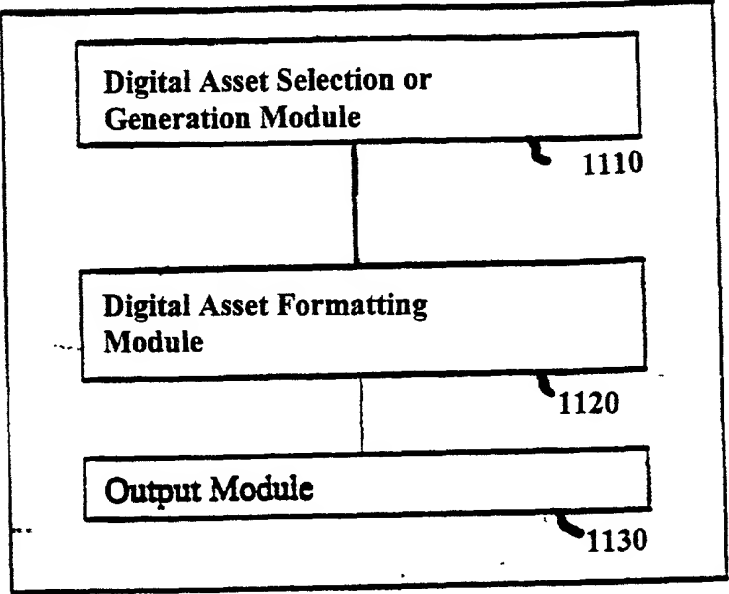 Digital Asset Selection or
Generation Module
1110
Digital Asset Formatting
Module
1120
Output Module
1130